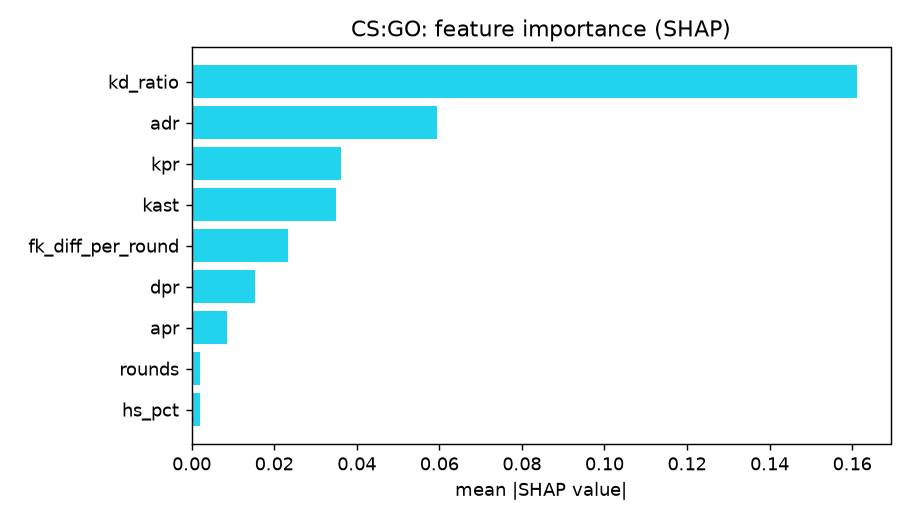 CS:GO: feature importance (SHAP)
kd_ratio
adr
kpr
kast
fk_diff_per_round
dpr
apr
rounds
hs_pct
0.00 0.02 0.04 0.06 0.08 0.10 0.12 0.14 0.16
mean |SHAP value|